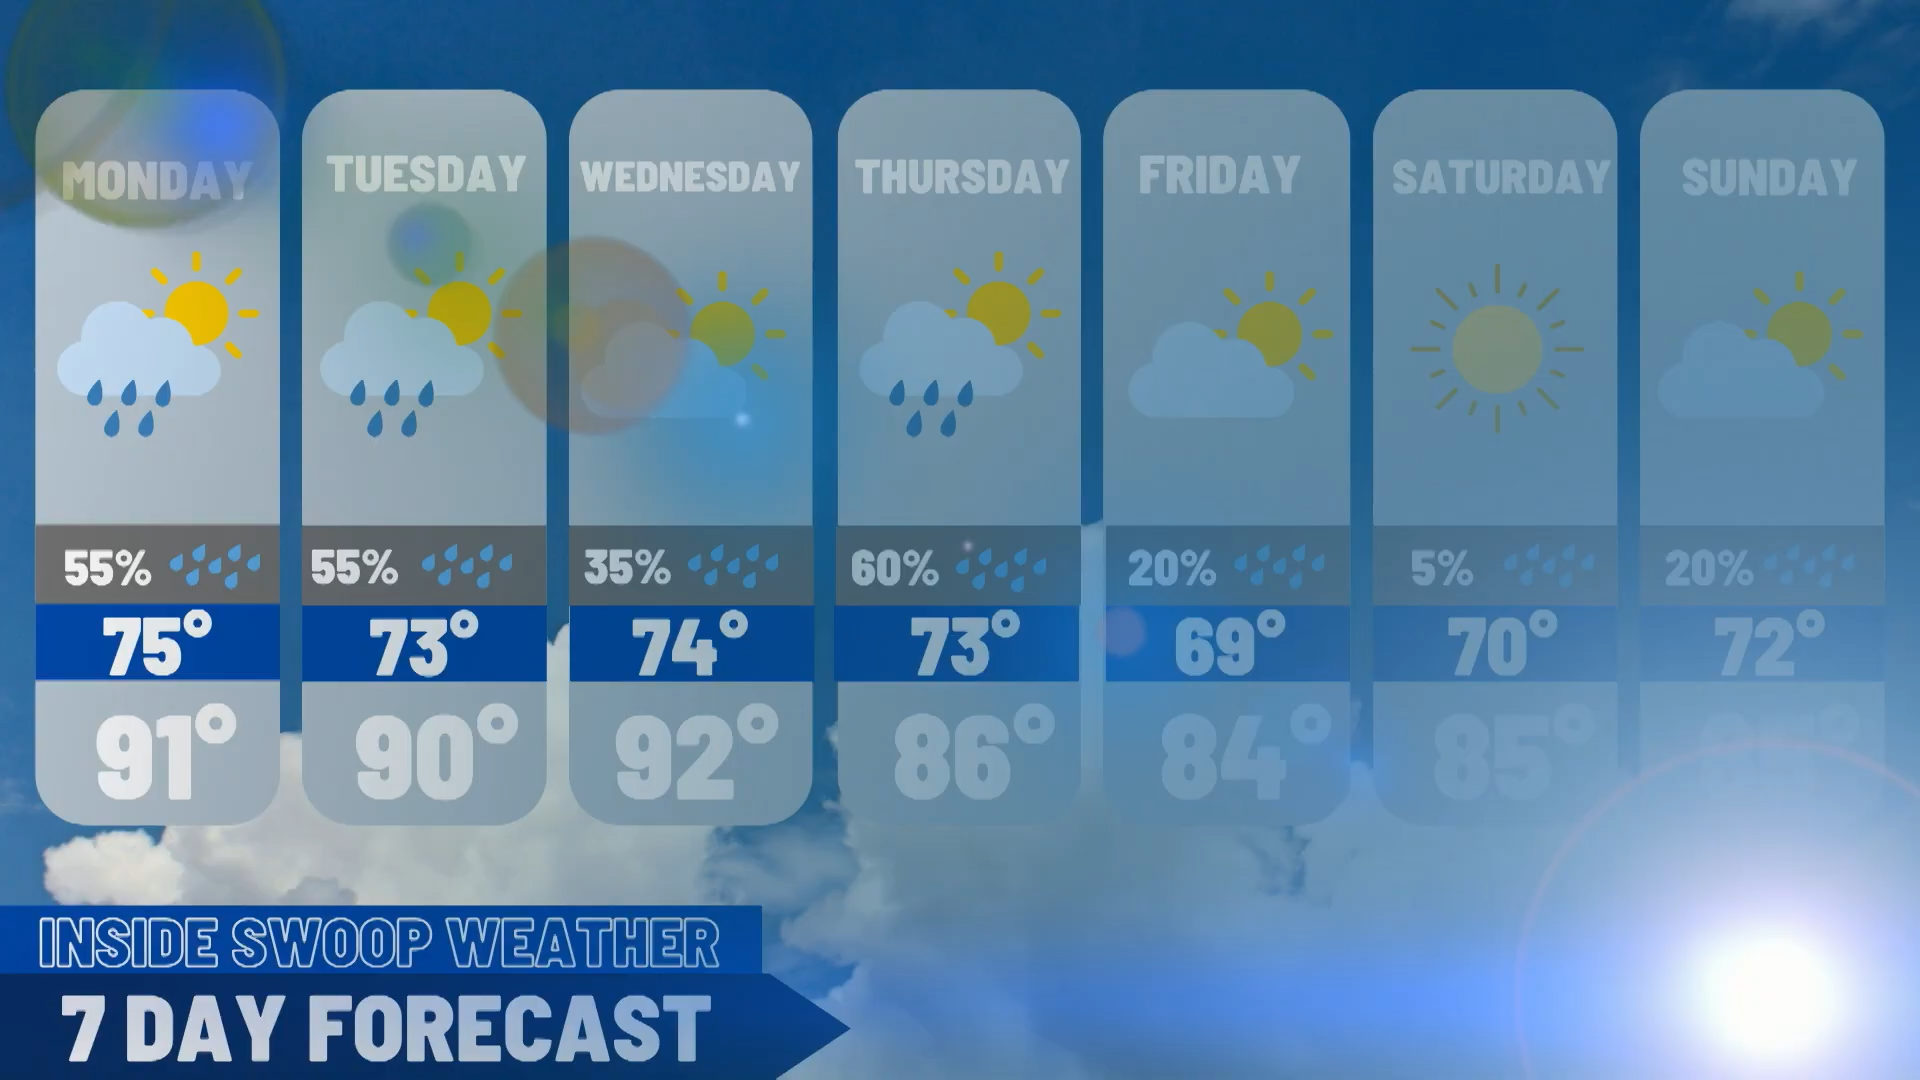 MONDAY TUESDAY WEDNESDAY THURSDAY FRIDAY SATURDAY SUNDAY
55% 55% 35% 60% 20% 5% 20%
75° 73° 74° 73° 69° 70° 72°
91° 90° 92° 86° 84° 85°
INSIDE SWOOP WEATHER
7 DAY FORECAST